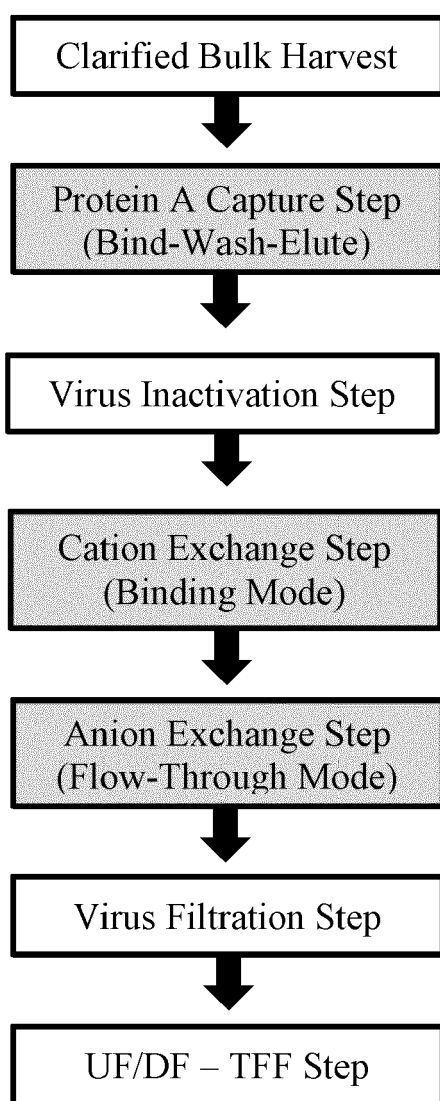 Clarified Bulk Harvest
Protein A Capture Step
(Bind-Wash-Elute)
Virus Inactivation Step
Cation Exchange Step
(Binding Mode)
Anion Exchange Step
(Flow-Through Mode)
Virus Filtration Step
UF/DF – TFF Step